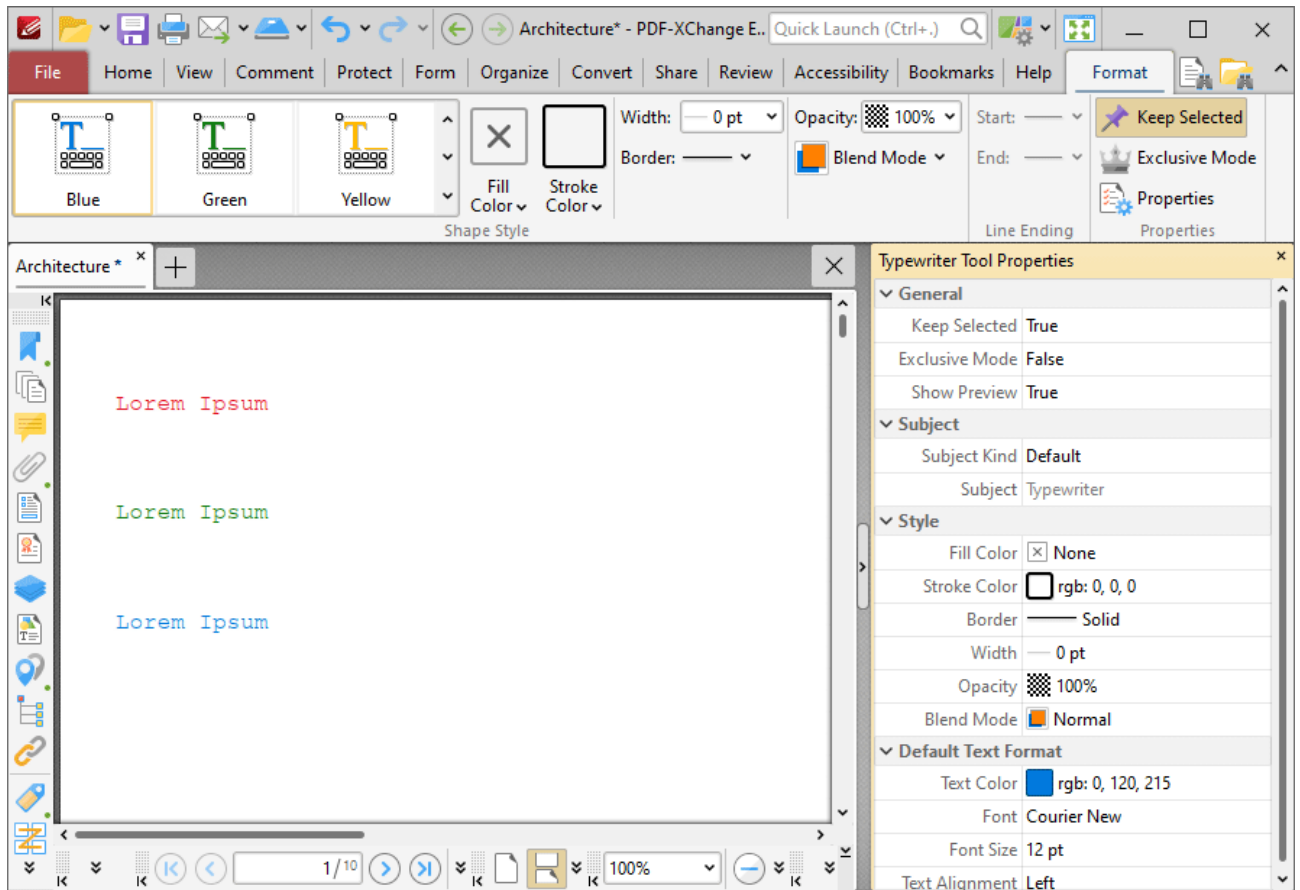 Architecture* - PDF-XChange E.. Quick Launch (Ctrl+.)
File Home View Comment Protect Form Organize Convert Share Review Accessibility Bookmarks Help Format
Blue Green Yellow
Fill Color Stroke Color
Width: 0 pt
Border:
Shape Style
Opacity: 100%
Blend Mode
Start:
End:
Line Ending
Keep Selected
Exclusive Mode
Properties
Properties
Architecture *
Lorem Ipsum
Lorem Ipsum
Lorem Ipsum
1/10 100%
Typewriter Tool Properties
General
Keep Selected True
Exclusive Mode False
Show Preview True
Subject
Subject Kind Default
Subject Typewriter
Style
Fill Color None
Stroke Color rgb: 0, 0, 0
Border Solid
Width 0 pt
Opacity 100%
Blend Mode Normal
Default Text Format
Text Color rgb: 0, 120, 215
Font Courier New
Font Size 12 pt
Text Alignment Left